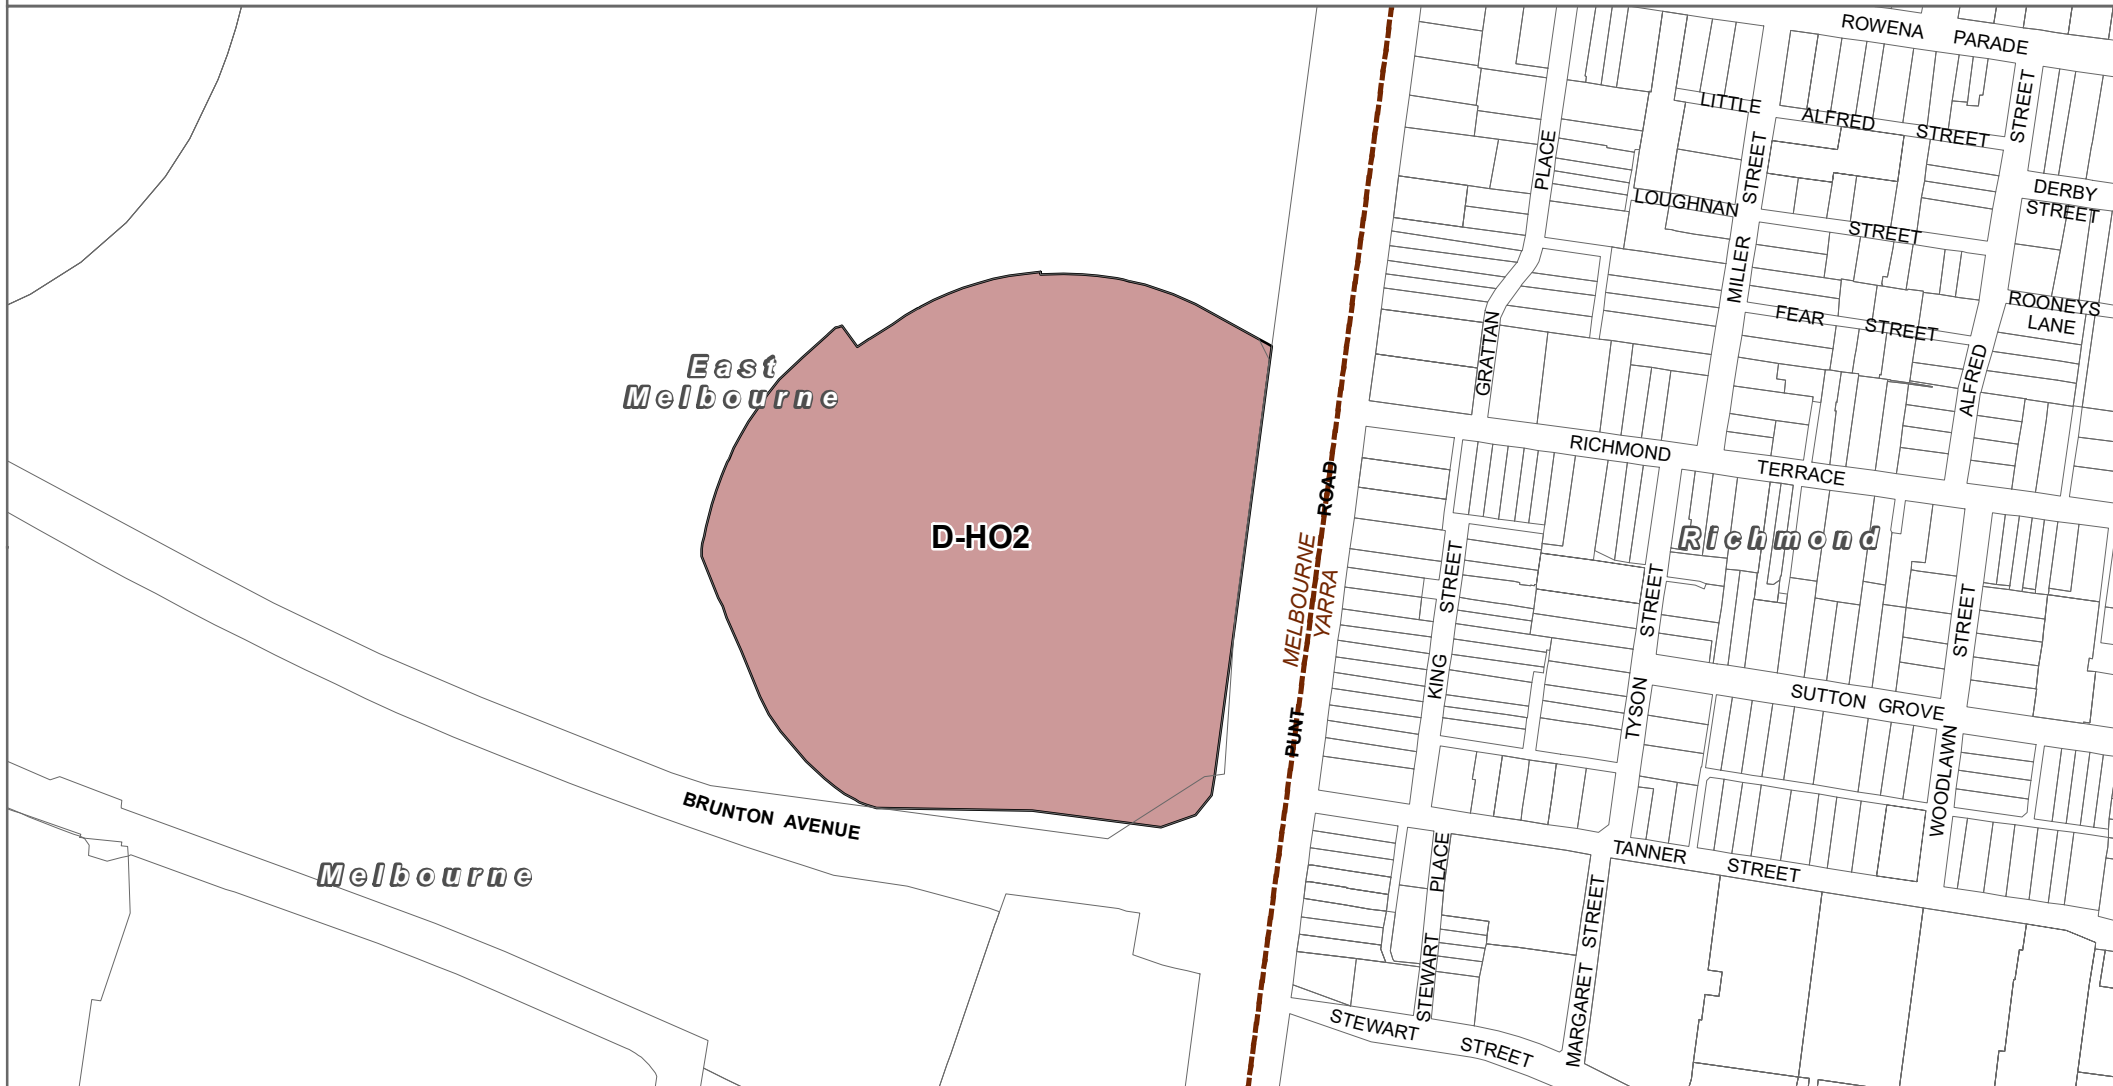 ROWENA PARADE
STREET
LITTLE ALFRED STREET
PLACE
STREET
DERBY
STREET
LOUGHNAN STREET
MILLER
ROONEYS
LANE
FEAR STREET
GRATTAN
ALFRED
East
Melbourne
RICHMOND TERRACE
ROAD
D-HO2
Richmond
MELBOURNE
YARRA
STREET
STREET
STREET
KING
TYSON
SUTTON GROVE
PUNT
WOODLAWN
BRUNTON AVENUE
TANNER STREET
PLACE
Melbourne
STREET
STEWART
MARGARET
STEWART STREET